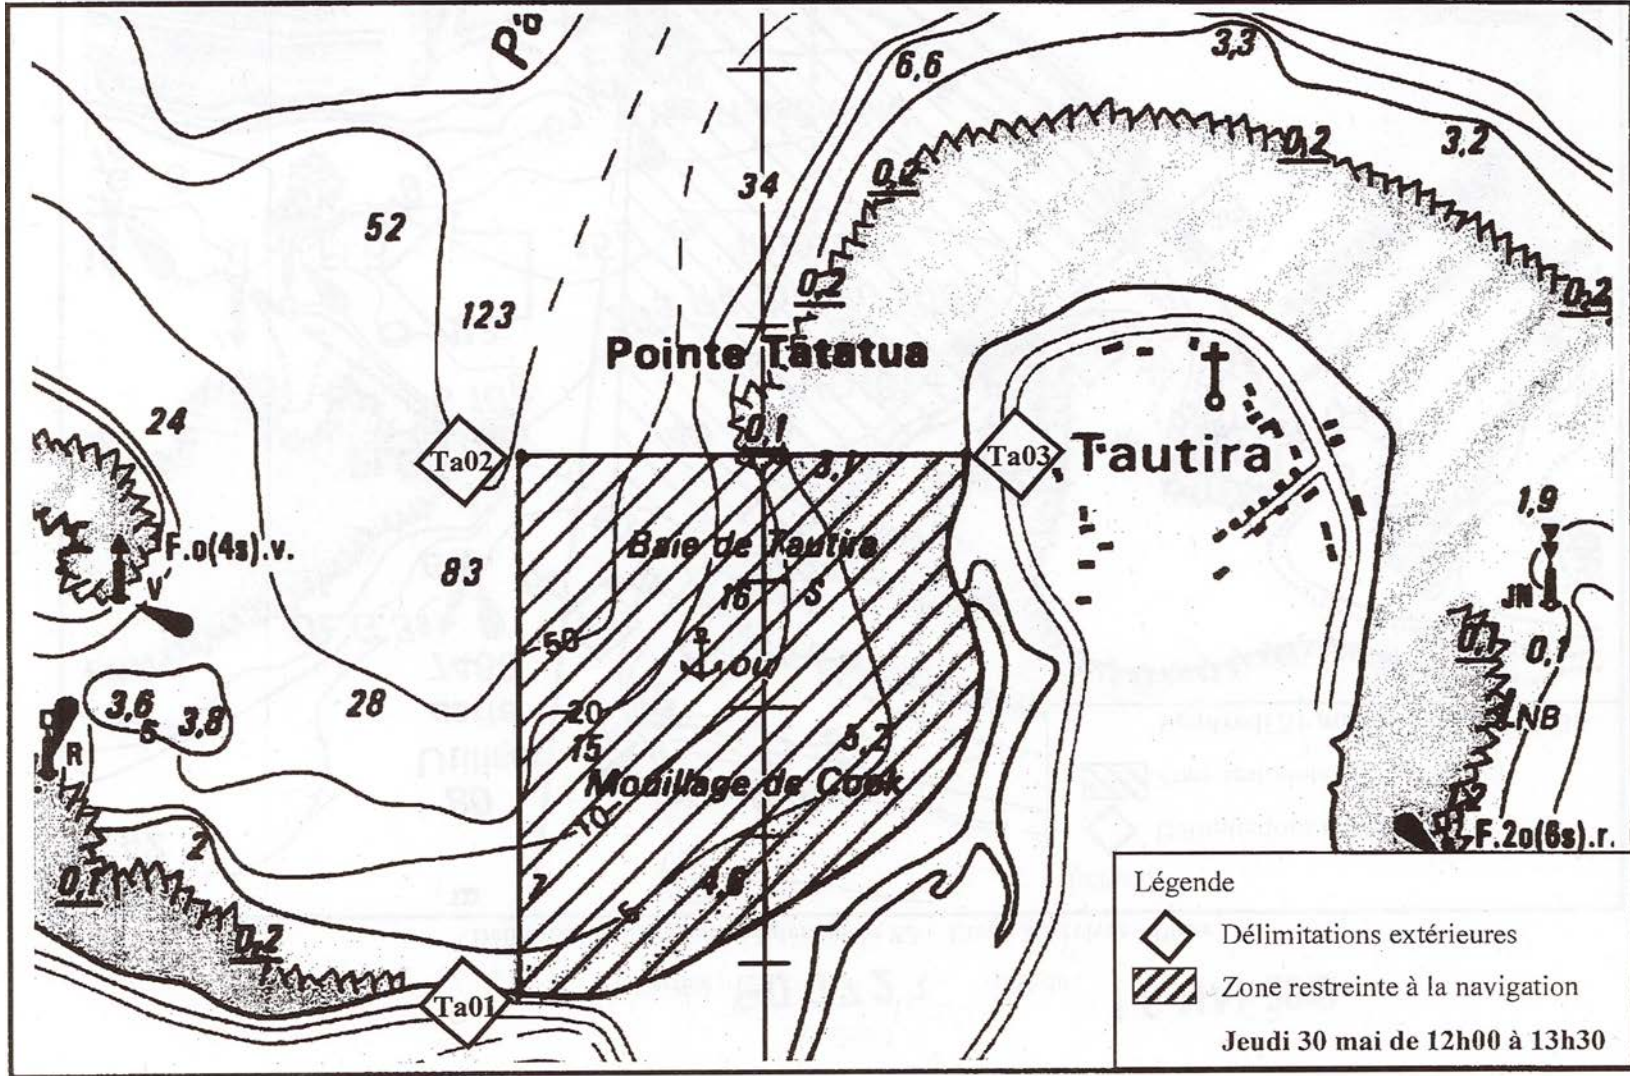 6,6
3,3
0,2
3,2
0,2
34
52
0,2
0,2
123
Pointe Tatatua
24
0,1
Ta02
3,1
Ta03
Tautira
1,9
F.o(4s).v.
Baie de Tautira
83
V
16
S
JN
0,1
0,1
50
3,6
3,8
5
28
20
15
5,2
R
Mouillage de Cook
10
F.2o(6s).r.
2
0,1
7
4,6
5
0,2
Ta01
Légende
Délimitations extérieures
Zone restreinte à la navigation
Jeudi 30 mai de 12h00 à 13h30